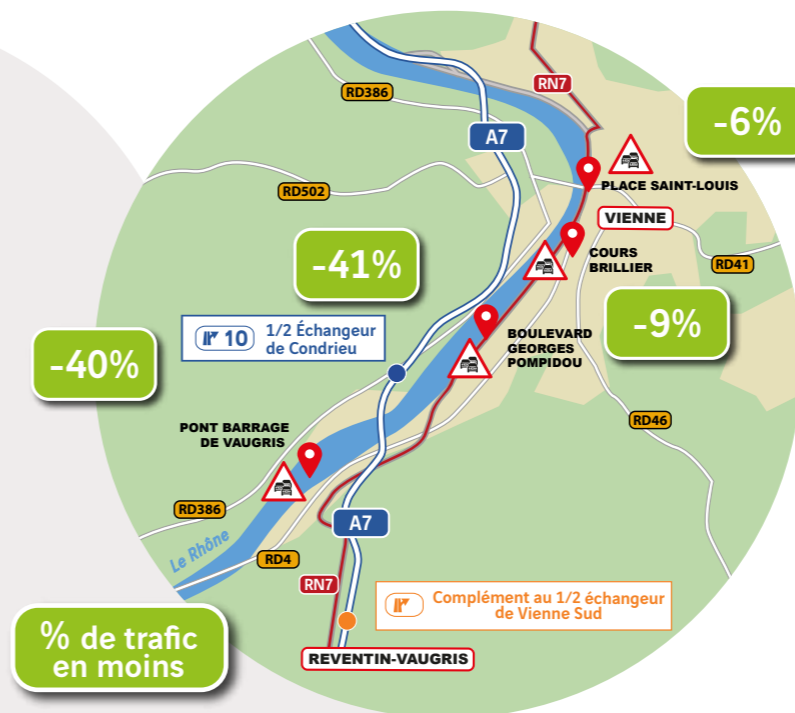 RD386
RN7
A7
-6%
RD502
PLACE SAINT-LOUIS
VIENNE
-41%
COURS
BRILLIER
RD41
-9%
10 1/2 Échangeur
de Condrieu
BOULEVARD
GEORGES
POMPIDOU
-40%
RD46
PONT BARRAGE
DE VAUGRIS
RD386
A7
Le Rhône
RD4
RN7
Complément au 1/2 échangeur
de Vienne Sud
% de trafic
en moins
REVENTIN-VAUGRIS